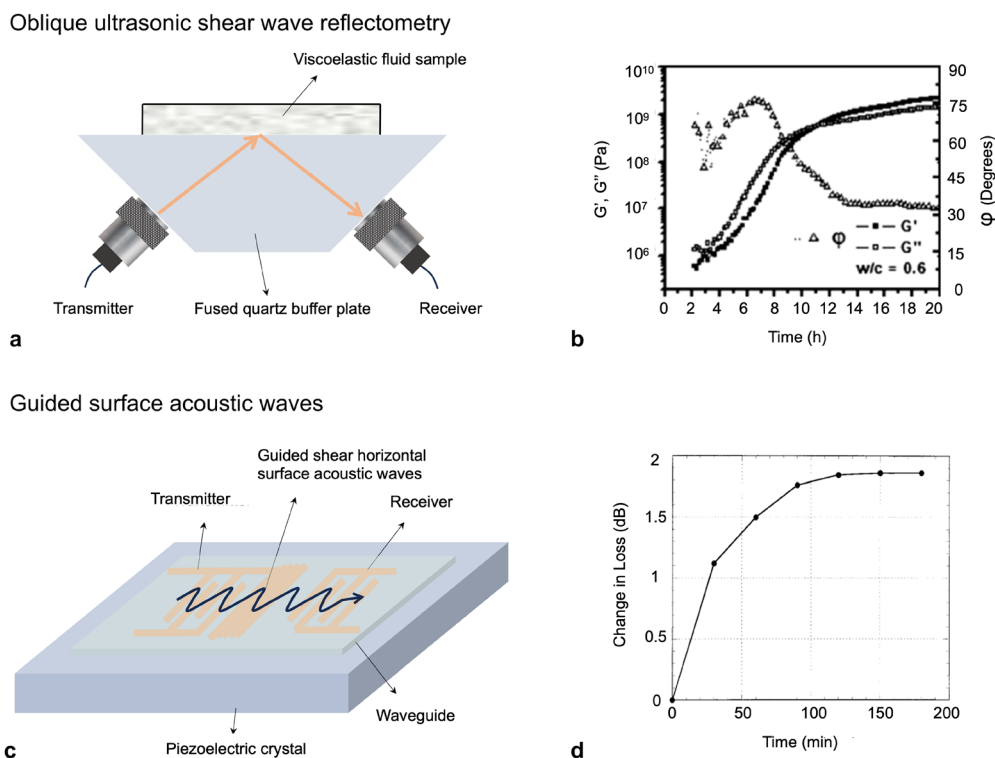 Oblique ultrasonic shear wave reflectometry
Viscoelastic fluid sample
Transmitter
Fused quartz buffer plate
Receiver
a
10¹⁰
10⁹
10⁸
10⁷
10⁶
G', G" (Pa)
90
75
60
45
30
15
0
φ (Degrees)
φ
G'
G"
w/c = 0.6
0 2 4 6 8 10 12 14 16 18 20
Time (h)
b
Guided surface acoustic waves
Guided shear horizontal
surface acoustic waves
Transmitter
Receiver
Waveguide
Piezoelectric crystal
c
2
1.5
1
0.5
0
Change in Loss (dB)
0 50 100 150 200
Time (min)
d